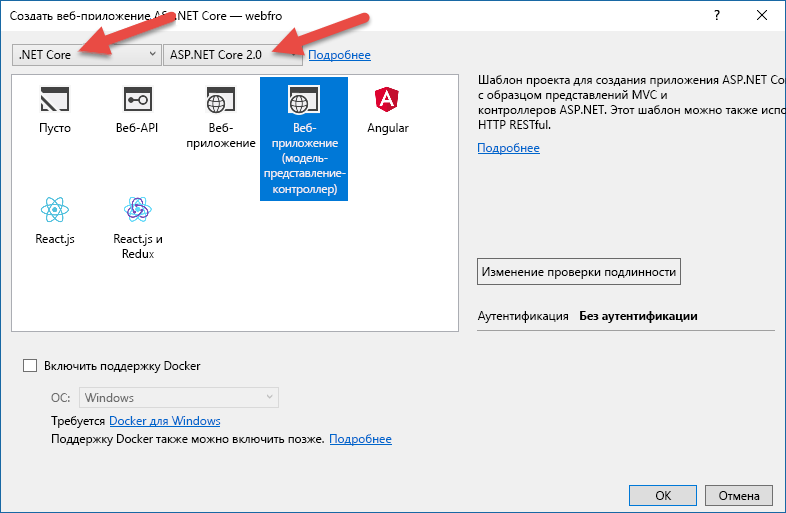 Создать веб-приложение ASP.NET Core — webfro
?
.NET Core
ASP.NET Core 2.0
Подробнее
Пусто
Веб-API
Веб-
приложение
Веб-
приложение
(модель-
представление-
контроллер)
Angular
React.js
React.js и
Redux
Шаблон проекта для создания приложения ASP.NET Co
с образцом представлений MVC и
контроллеров ASP.NET. Этот шаблон можно также испо
HTTP RESTful.
Подробнее
Изменение проверки подлинности
Аутентификация Без аутентификации
Включить поддержку Docker
ОС: Windows
Требуется Docker для Windows
Поддержку Docker также можно включить позже. Подробнее
OK
Отмена